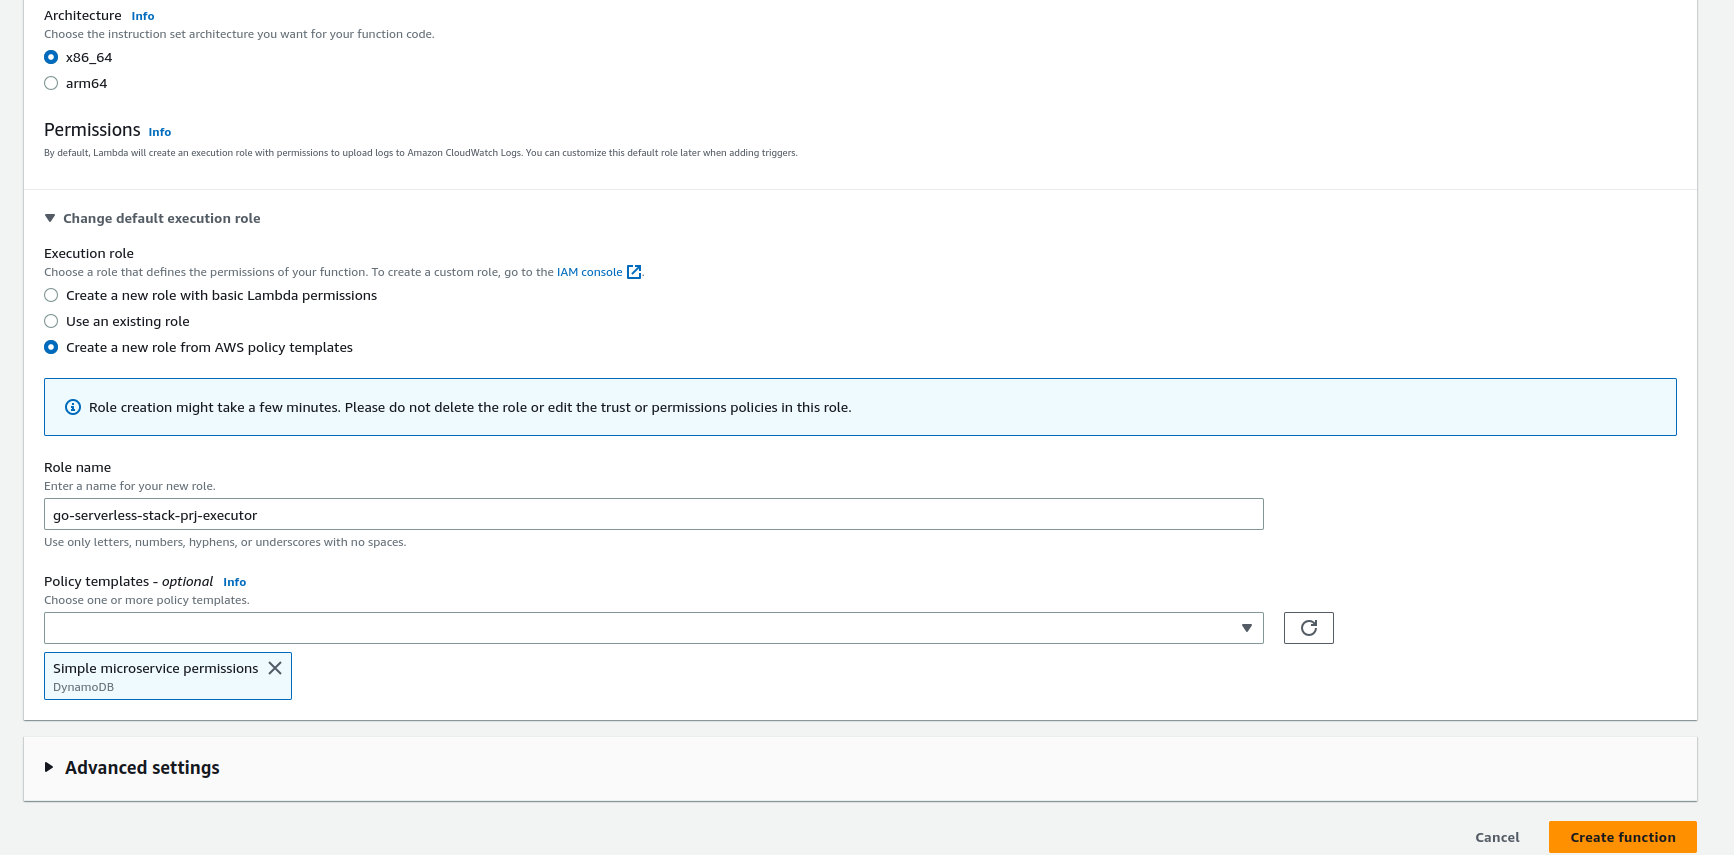 Architecture Info
Choose the instruction set architecture you want for your function code.
x86_64
arm64
Permissions Info
By default, Lambda will create an execution role with permissions to upload logs to Amazon CloudWatch Logs. You can customize this default role later when adding triggers.
Change default execution role
Execution role
Choose a role that defines the permissions of your function. To create a custom role, go to the IAM console.
Create a new role with basic Lambda permissions
Use an existing role
Create a new role from AWS policy templates
Role creation might take a few minutes. Please do not delete the role or edit the trust or permissions policies in this role.
Role name
Enter a name for your new role.
go-serverless-stack-prj-executor
Use only letters, numbers, hyphens, or underscores with no spaces.
Policy templates - optional Info
Choose one or more policy templates.
Simple microservice permissions
DynamoDB
Advanced settings
Cancel Create function